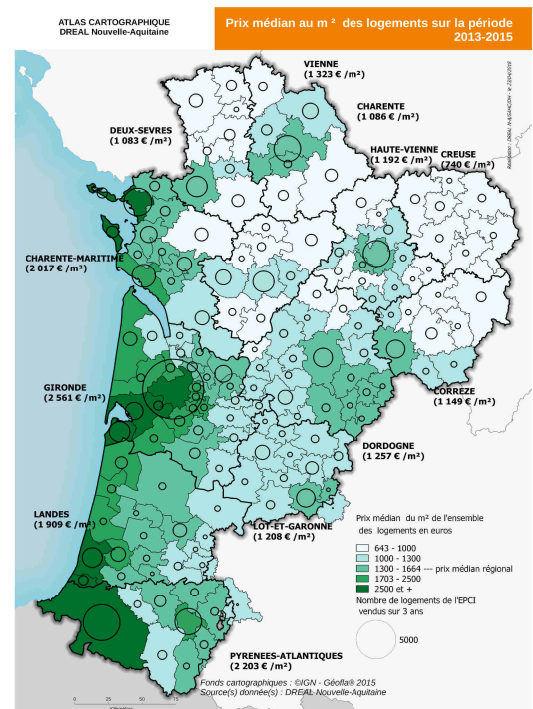 ATLAS CARTOGRAPHIQUE
DREAL Nouvelle-Aquitaine
Prix médian au m ² des logements sur la période
2013-2015
VIENNE
(1 323 € /m²)
CHARENTE
(1 086 € /m²)
DEUX-SEVRES
(1 083 € /m²)
HAUTE-VIENNE
(1 192 € /m²)
CREUSE
(740 € /m²)
CHARENTE-MARITIME
(2 017 € /m²)
GIRONDE
(2 561 € /m²)
CORREZE
(1 149 € /m²)
DORDOGNE
(1 257 € /m²)
LANDES
(1 909 € /m²)
LOT-ET-GARONNE
(1 208 € /m²)
PYRENEES-ATLANTIQUES
(2 203 € /m²)
Prix médian du m² de l'ensemble
des logements en euros
643 - 1000
1000 - 1300
1300 - 1664 --- prix médian régional
1703 - 2500
2500 et +
Nombre de logements de l'EPCI
vendus sur 3 ans
5000
Fonds cartographiques : ©IGN - Géofla® 2015
Source(s) donnée(s) : DREAL Nouvelle-Aquitaine
0 25 50 75